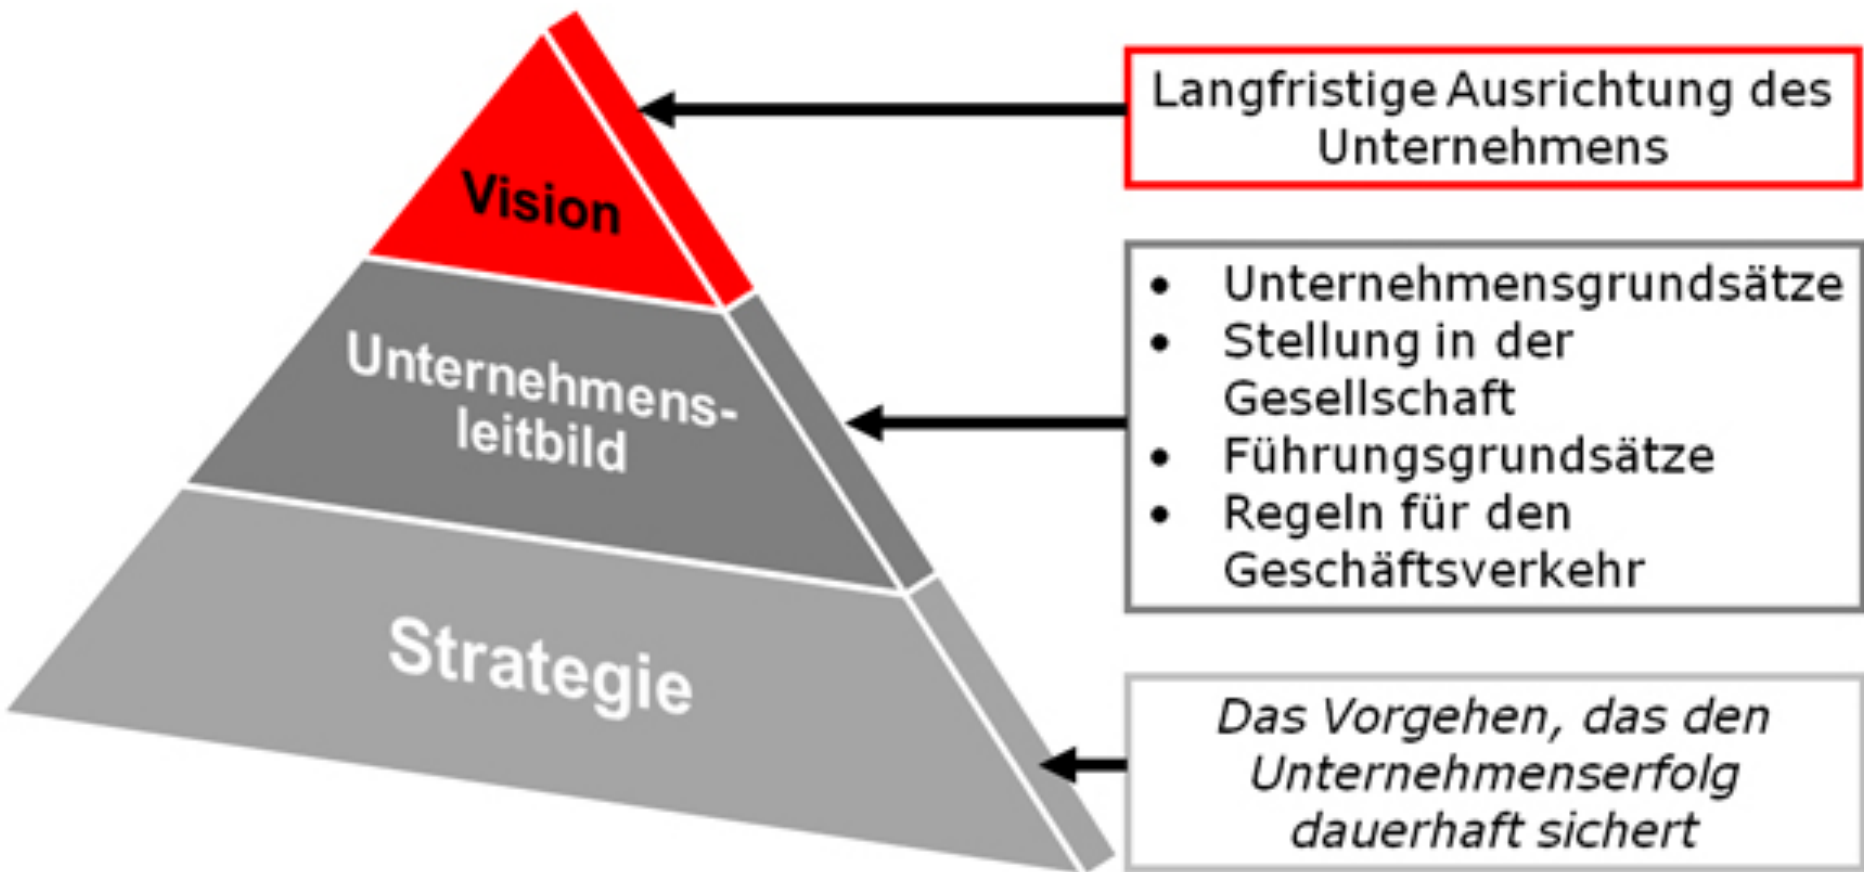 Vision
Langfristige Ausrichtung des
Unternehmens
Unternehmens-
leitbild
• Unternehmensgrundsätze
• Stellung in der
Gesellschaft
• Führungsgrundsätze
• Regeln für den
Geschäftsverkehr
Strategie
Das Vorgehen, das den
Unternehmenserfolg
dauerhaft sichert